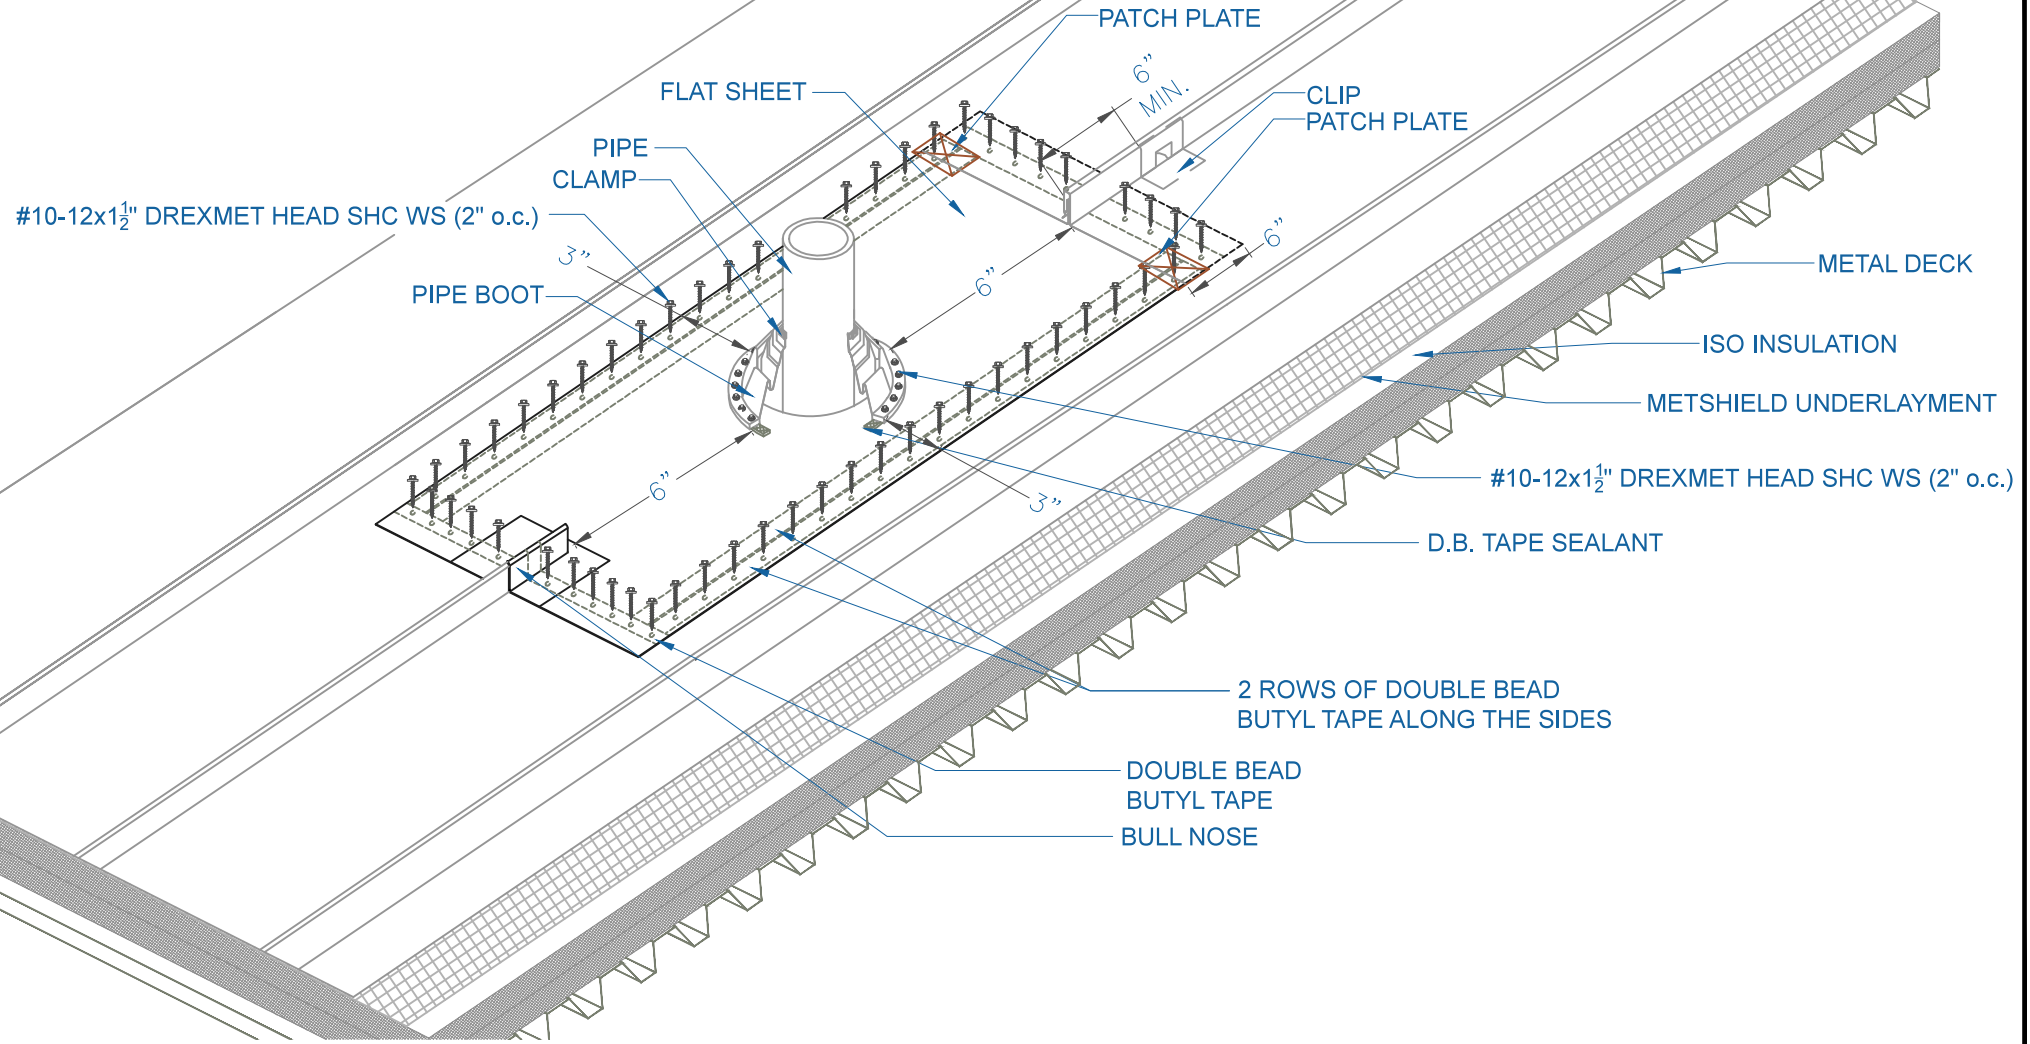 PATCH PLATE
6”
MIN.
FLAT SHEET
CLIP
PATCH PLATE
PIPE
CLAMP
#10-12x1½" DREXMET HEAD SHC WS (2" o.c.)
3”
6”
6”
METAL DECK
PIPE BOOT
ISO INSULATION
METSHIELD UNDERLAYMENT
#10-12x1½" DREXMET HEAD SHC WS (2" o.c.)
6”
3”
D.B. TAPE SEALANT
2 ROWS OF DOUBLE BEAD
BUTYL TAPE ALONG THE SIDES
DOUBLE BEAD
BUTYL TAPE
BULL NOSE